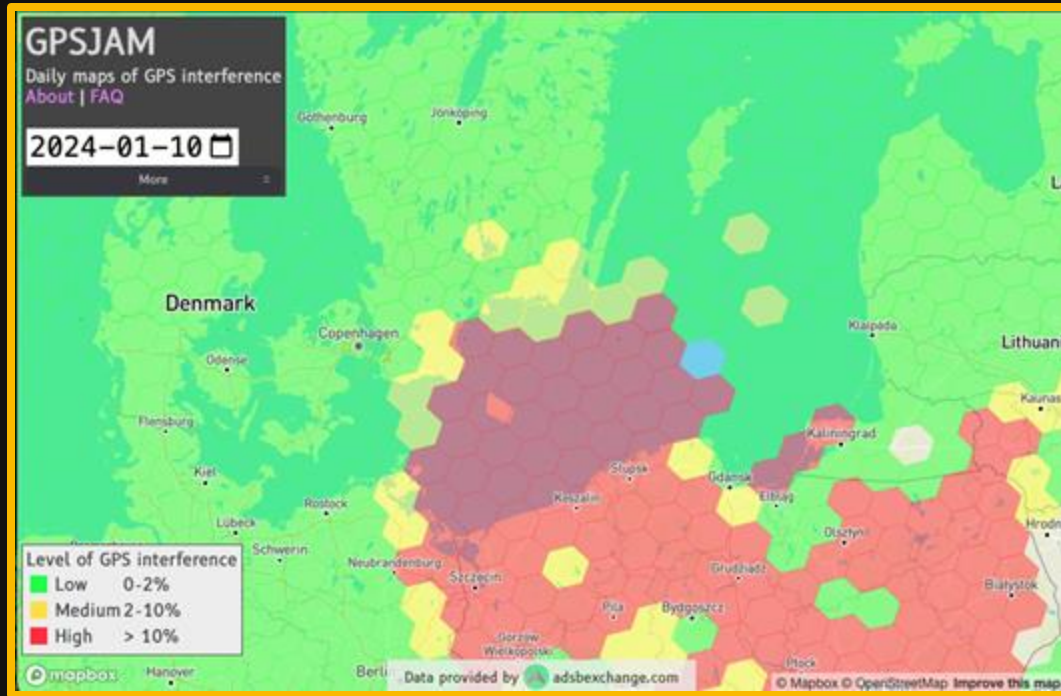 GPSJAM
Daily maps of GPS interference
About | FAQ
2024-01-10
More
Gothenburg
Jönköping
Denmark
Copenhagen
Odense
Flensburg
Kiel
Rostock
Lübeck
Schwerin
Klaipėda
Lithuan
Kaunas
Kaliningrad
Słupsk
Gdańsk
Koszalin
Elbląg
Olsztyn
Hrodn
Neubrandenburg
Szczecin
Grudziądz
Białystok
Piła
Bydgoszcz
Gorzów
Wielkopolski
Płock
Hanover
Berli
Level of GPS interference
Low 0-2%
Medium 2-10%
High > 10%
mapbox
Data provided by adsbexchange.com
© Mapbox © OpenStreetMap Improve this map